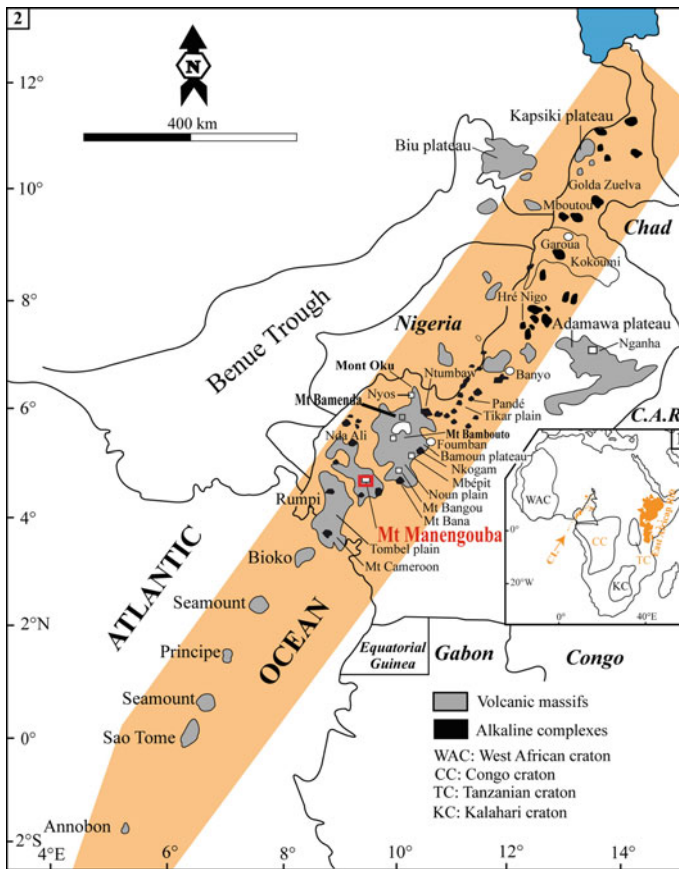 2
N
400 km
12°
10°
8°
6°
4°
2°N
0°
2°S
4°E
6°
8°
10°
12°
14°
Kapsiki plateau
Biu plateau
Golda Zuelva
Mboutou
Chad
Garoua
Kokoumi
Hré Nigo
Adamawa plateau
Nganha
Nigeria
Benue Trough
Mont Oku
Ntumbaw
Banyo
Nyos
Mt Bamenda
Pandé
Tikar plain
C.A.R
Mt Bambouto
Nda Ali
Foumban
Bamoun plateau
Nkogam
Mbépit
Noun plain
Rumpi
Mt Bangou
Mt Bana
Mt Manengouba
Tombel plain
Mt Cameroon
Bioko
ATLANTIC
OCEAN
Seamount
Principe
Seamount
Sao Tome
Annobon
Equatorial
Guinea
Gabon
Congo
WAC
CC
TC
KC
0°
20°W
0°
40°E
Volcanic massifs
Alkaline complexes
WAC: West African craton
CC: Congo craton
TC: Tanzanian craton
KC: Kalahari craton